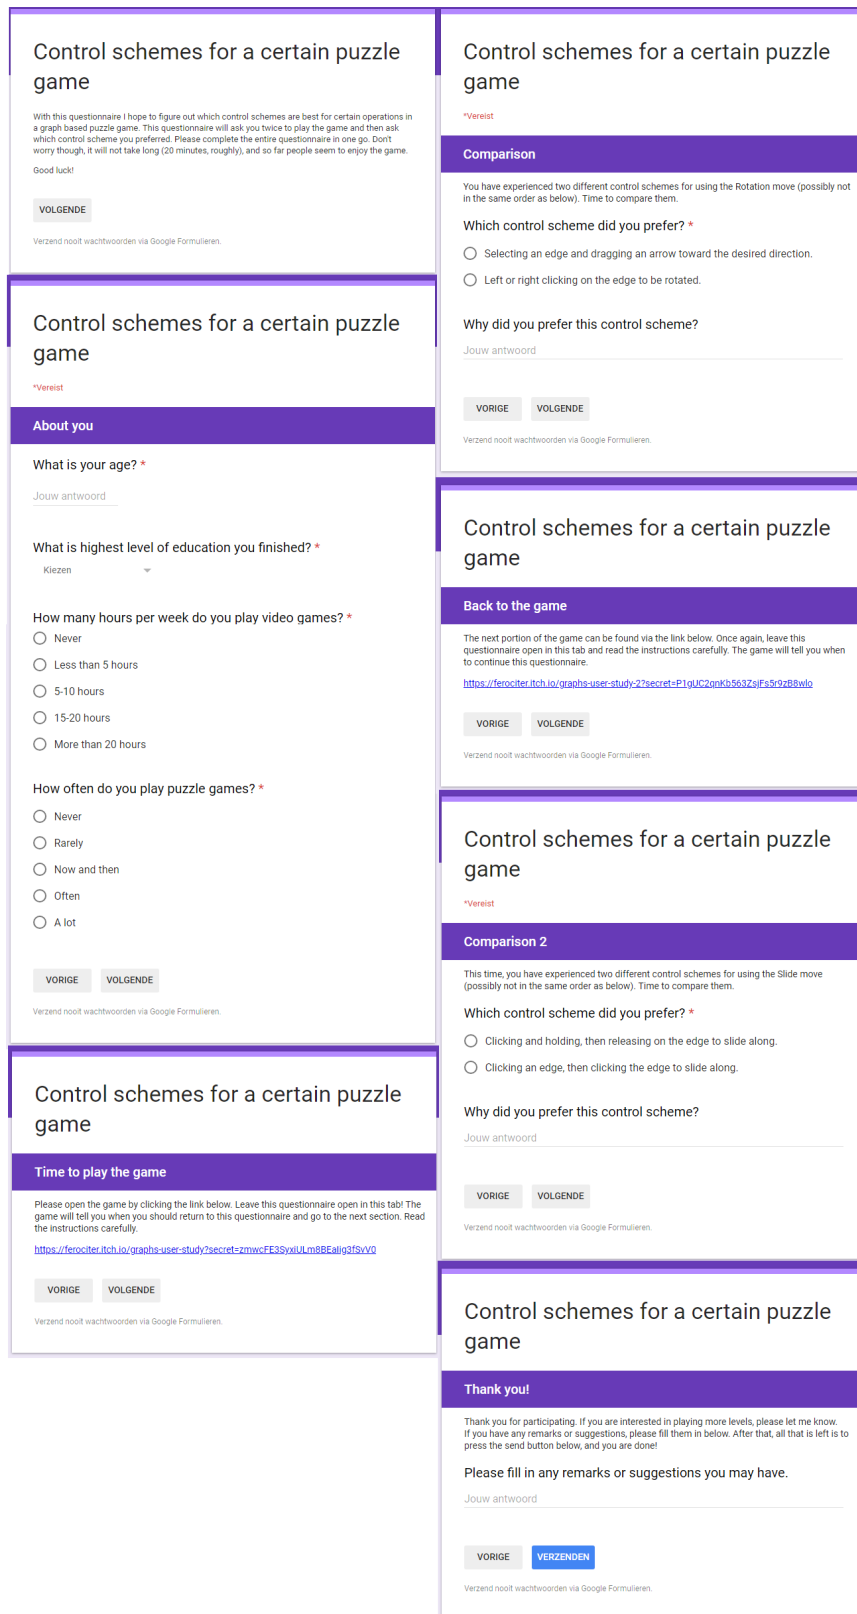 Control schemes for a certain puzzle
game
With this questionnaire I hope to figure out which control schemes are best for certain operations in
a graph based puzzle game. This questionnaire will ask you twice to play the game and then ask
which control scheme you preferred. Please complete the entire questionnaire in one go. Don't
worry though, it will not take long (20 minutes, roughly), and so far people seem to enjoy the game.
Good luck!
VOLGENDE
Verzend nooit wachtwoorden via Google Formulieren.
Control schemes for a certain puzzle
game
*Vereist
About you
What is your age? *
Jouw antwoord
What is highest level of education you finished? *
Kiezen
How many hours per week do you play video games? *
Never
Less than 5 hours
5-10 hours
15-20 hours
More than 20 hours
How often do you play puzzle games? *
Never
Rarely
Now and then
Often
A lot
VORIGE VOLGENDE
Verzend nooit wachtwoorden via Google Formulieren.
Control schemes for a certain puzzle
game
Time to play the game
Please open the game by clicking the link below. Leave this questionnaire open in this tab! The
game will tell you when you should return to this questionnaire and go to the next section. Read
the instructions carefully.
https://ferociter.itch.io/graphs-user-study?secret=zmwcFE3SyxiULm8BEalig3fSvV0
VORIGE VOLGENDE
Verzend nooit wachtwoorden via Google Formulieren.
Control schemes for a certain puzzle
game
*Vereist
Comparison
You have experienced two different control schemes for using the Rotation move (possibly not
in the same order as below). Time to compare them.
Which control scheme did you prefer? *
Selecting an edge and dragging an arrow toward the desired direction.
Left or right clicking on the edge to be rotated.
Why did you prefer this control scheme?
Jouw antwoord
VORIGE VOLGENDE
Verzend nooit wachtwoorden via Google Formulieren.
Control schemes for a certain puzzle
game
Back to the game
The next portion of the game can be found via the link below. Once again, leave this
questionnaire open in this tab and read the instructions carefully. The game will tell you when
to continue this questionnaire.
https://ferociter.itch.io/graphs-user-study-2?secret=P1gUC2qnKb563ZsjFs5r9zB8wlo
VORIGE VOLGENDE
Verzend nooit wachtwoorden via Google Formulieren.
Control schemes for a certain puzzle
game
*Vereist
Comparison 2
This time, you have experienced two different control schemes for using the Slide move
(possibly not in the same order as below). Time to compare them.
Which control scheme did you prefer? *
Clicking and holding, then releasing on the edge to slide along.
Clicking an edge, then clicking the edge to slide along.
Why did you prefer this control scheme?
Jouw antwoord
VORIGE VOLGENDE
Verzend nooit wachtwoorden via Google Formulieren.
Control schemes for a certain puzzle
game
Thank you!
Thank you for participating. If you are interested in playing more levels, please let me know.
If you have any remarks or suggestions, please fill them in below. After that, all that is left is to
press the send button below, and you are done!
Please fill in any remarks or suggestions you may have.
Jouw antwoord
VORIGE VERZENDEN
Verzend nooit wachtwoorden via Google Formulieren.